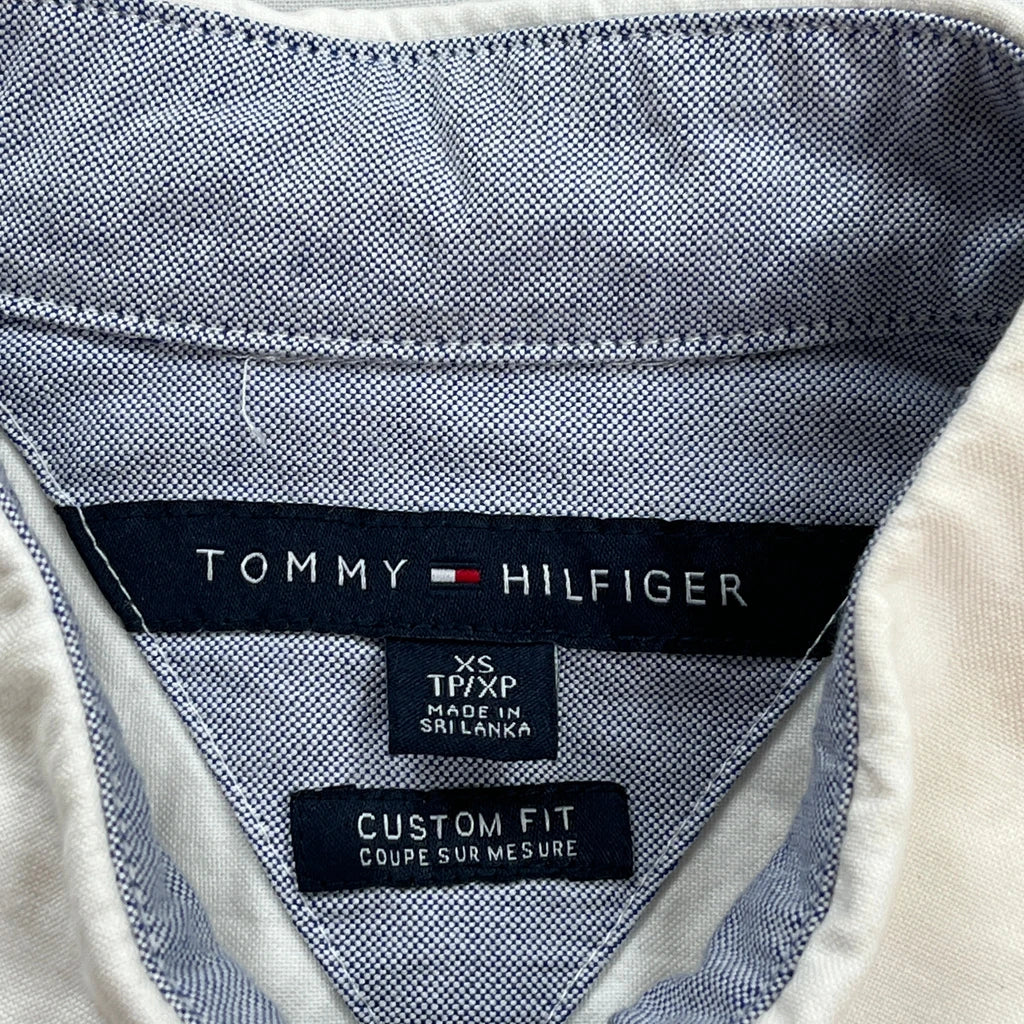 TOMMY HILFIGER
XS
TP/XP
MADE IN
SRI LANKA
CUSTOM FIT
COUPE SUR MESURE